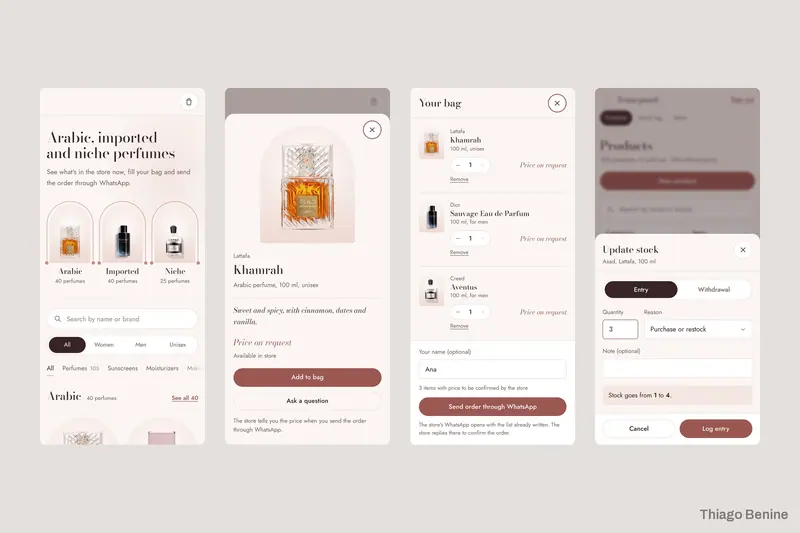 Arabic, imported
and niche perfumes
See what's in the store now, fill your bag and send
the order through WhatsApp.
Arabic
40 perfumes
Imported
40 perfumes
Niche
25 perfumes
Search by name or brand
All
Women
Men
Unisex
All
Perfumes 105
Sunscreens
Moisturizers
Arabic 40 perfumes
See all 40
Lattafa
Khamrah
Arabic perfume, 100 ml, unisex
Sweet and spicy, with cinnamon, dates and
vanilla.
Price on request
Available in store
Add to bag
Ask a question
The store tells you the price when you send the order
through WhatsApp.
Your bag
Lattafa
Khamrah
100 ml, unisex
1
Price on request
Remove
Dior
Sauvage Eau de Parfum
100 ml, for men
1
Price on request
Remove
Creed
Aventus
100 ml, for men
1
Price on request
Remove
Your name (optional)
Ana
3 items with price to be confirmed by the store
Send order through WhatsApp
The store's WhatsApp opens with the list already written. The
store replies there to confirm the order.
Products
Update stock
Asad, Lattafa, 100 ml
Entry
Withdrawal
Quantity
Reason
3
Purchase or restock
Note (optional)
Stock goes from 1 to 4.
Cancel
Log entry
Thiago Benine